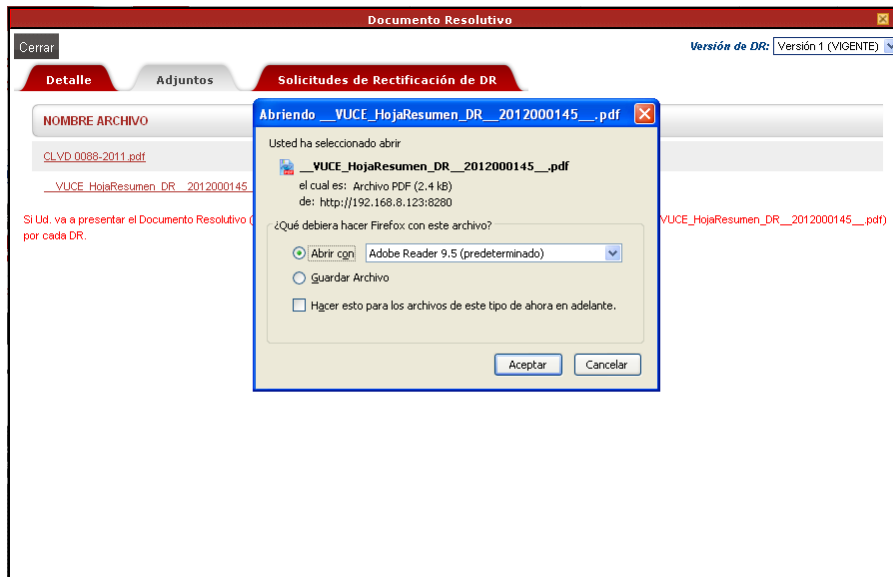 Documento Resolutivo
Cerrar
Versión de DR: Versión 1 (VIGENTE)
Detalle
Adjuntos
Solicitudes de Rectificación de DR
NOMBRE ARCHIVO
CLVD 0088-2011.pdf
__VUCE_HojaResumen_DR__2012000145
Si Ud. va a presentar el Documento Resolutivo (
VUCE_HojaResumen_DR__2012000145__.pdf)
por cada DR.
Abriendo __VUCE_HojaResumen_DR__2012000145__.pdf
Usted ha seleccionado abrir
__VUCE_HojaResumen_DR__2012000145__.pdf
el cual es: Archivo PDF (2.4 kB)
de: http://192.168.8.123:8280
¿Qué debiera hacer Firefox con este archivo?
Abrir con
Adobe Reader 9.5 (predeterminado)
Guardar Archivo
Hacer esto para los archivos de este tipo de ahora en adelante.
Aceptar
Cancelar